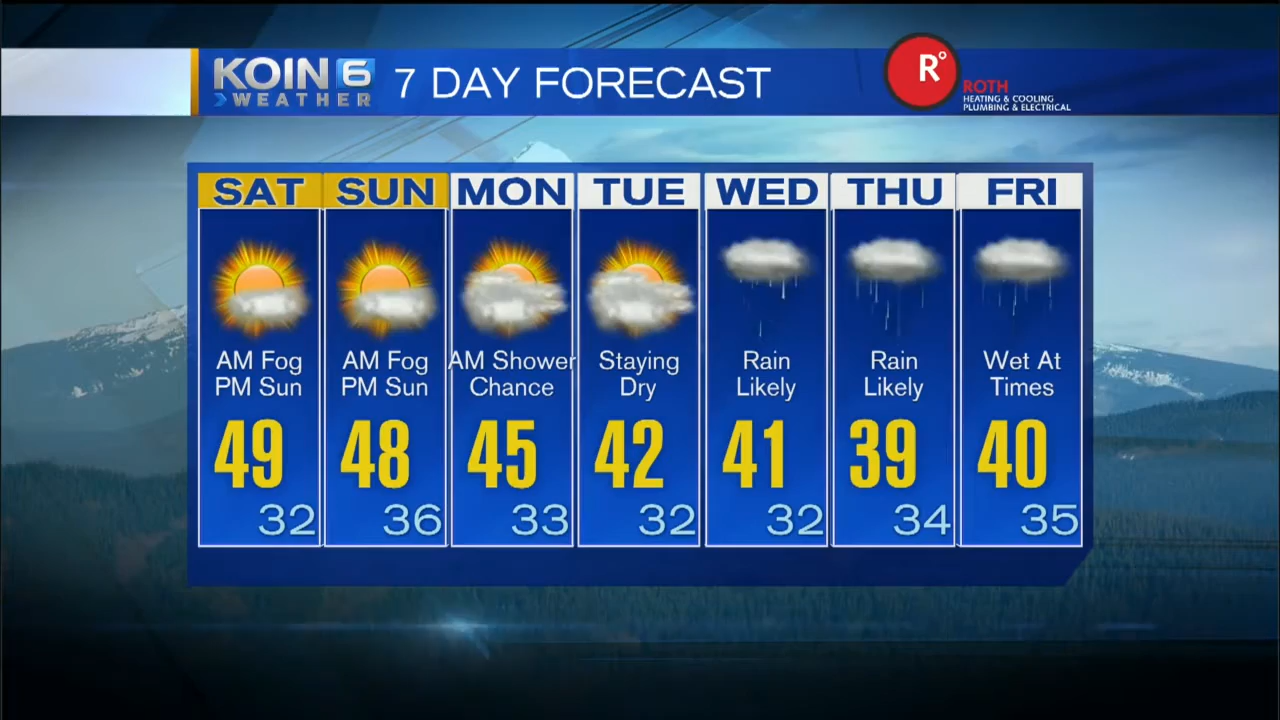 KOIN 6
WEATHER
7 DAY FORECAST
R°
ROTH
HEATING & COOLING
PLUMBING & ELECTRICAL
SAT
SUN
MON
TUE
WED
THU
FRI
AM Fog
PM Sun
AM Fog
PM Sun
AM Shower
Chance
Staying
Dry
Rain
Likely
Rain
Likely
Wet At
Times
49
48
45
42
41
39
40
32
36
33
32
32
34
35